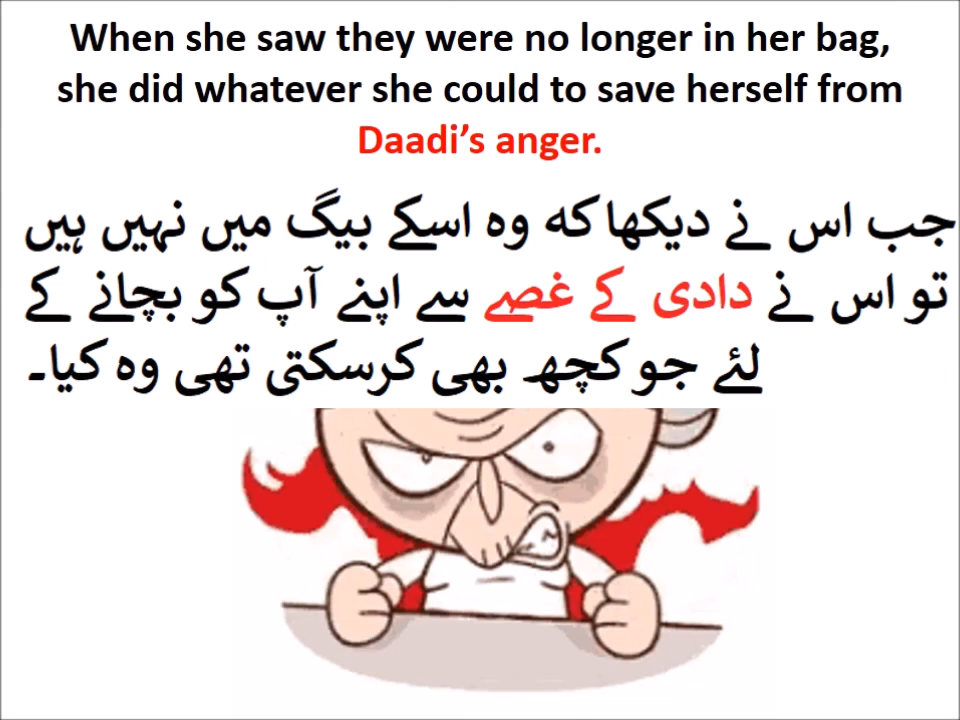 When she saw they were no longer in her bag,
she did whatever she could to save herself from
Daadi’s anger.
جب اس نے دیکھا کہ وہ اسکے بیگ میں نہیں ہیں
تو اس نے دادی کے غصے سے اپنے آپ کو بچانے کے
لئے جو کچھ بھی کرسکتی تھی وہ کیا۔